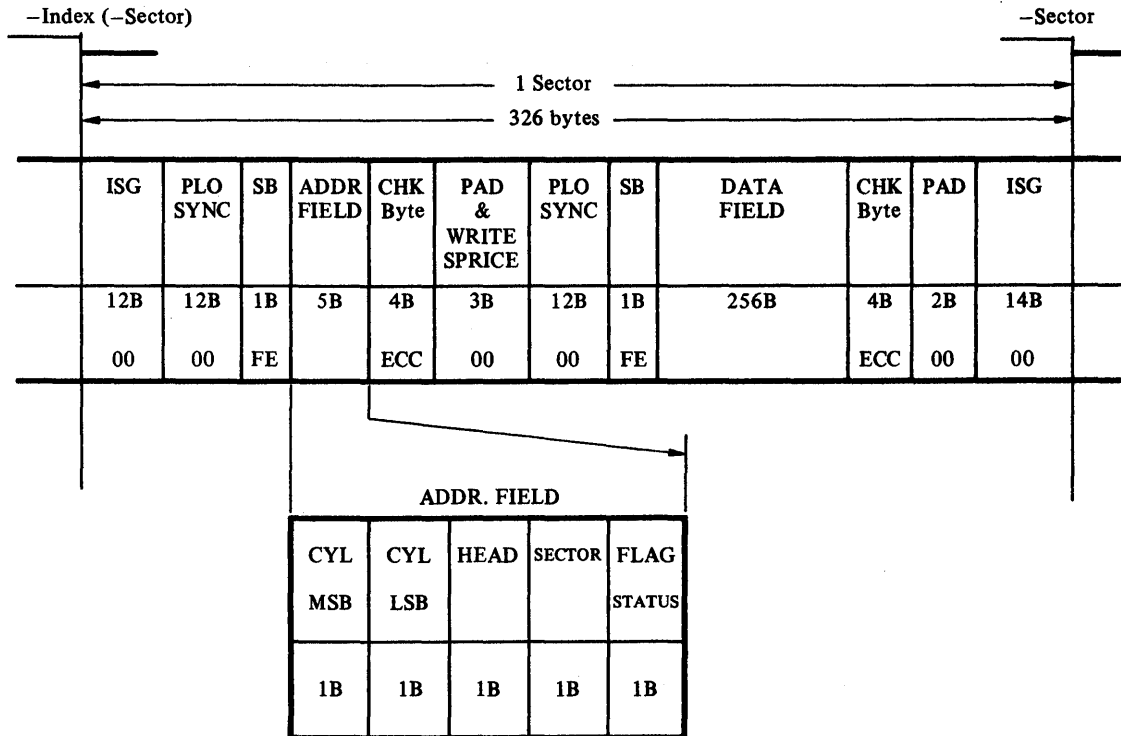 –Index (–Sector)
–Sector
1 Sector
326 bytes
ISG PLO SB ADDR CHK PAD PLO SB DATA CHK PAD ISG
SYNC FIELD Byte & SYNC FIELD Byte
WRITE
SPRICE
12B 12B 1B 5B 4B 3B 12B 1B 256B 4B 2B 14B
00 00 FE ECC 00 00 FE ECC 00 00
ADDR. FIELD
CYL CYL HEAD SECTOR FLAG
MSB LSB STATUS
1B 1B 1B 1B 1B